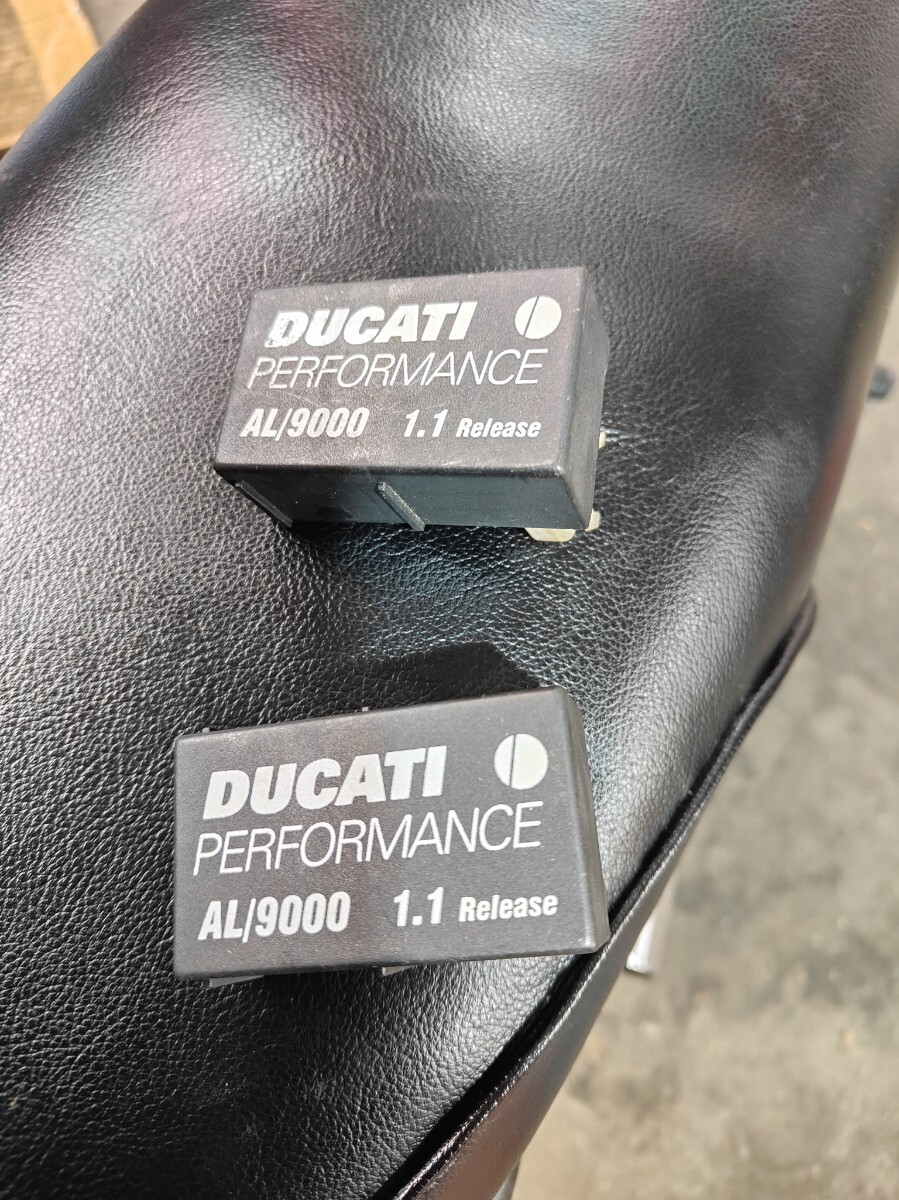 DUCATI
PERFORMANCE
AL/9000 1.1 Release
DUCATI
PERFORMANCE
AL/9000 1.1 Release